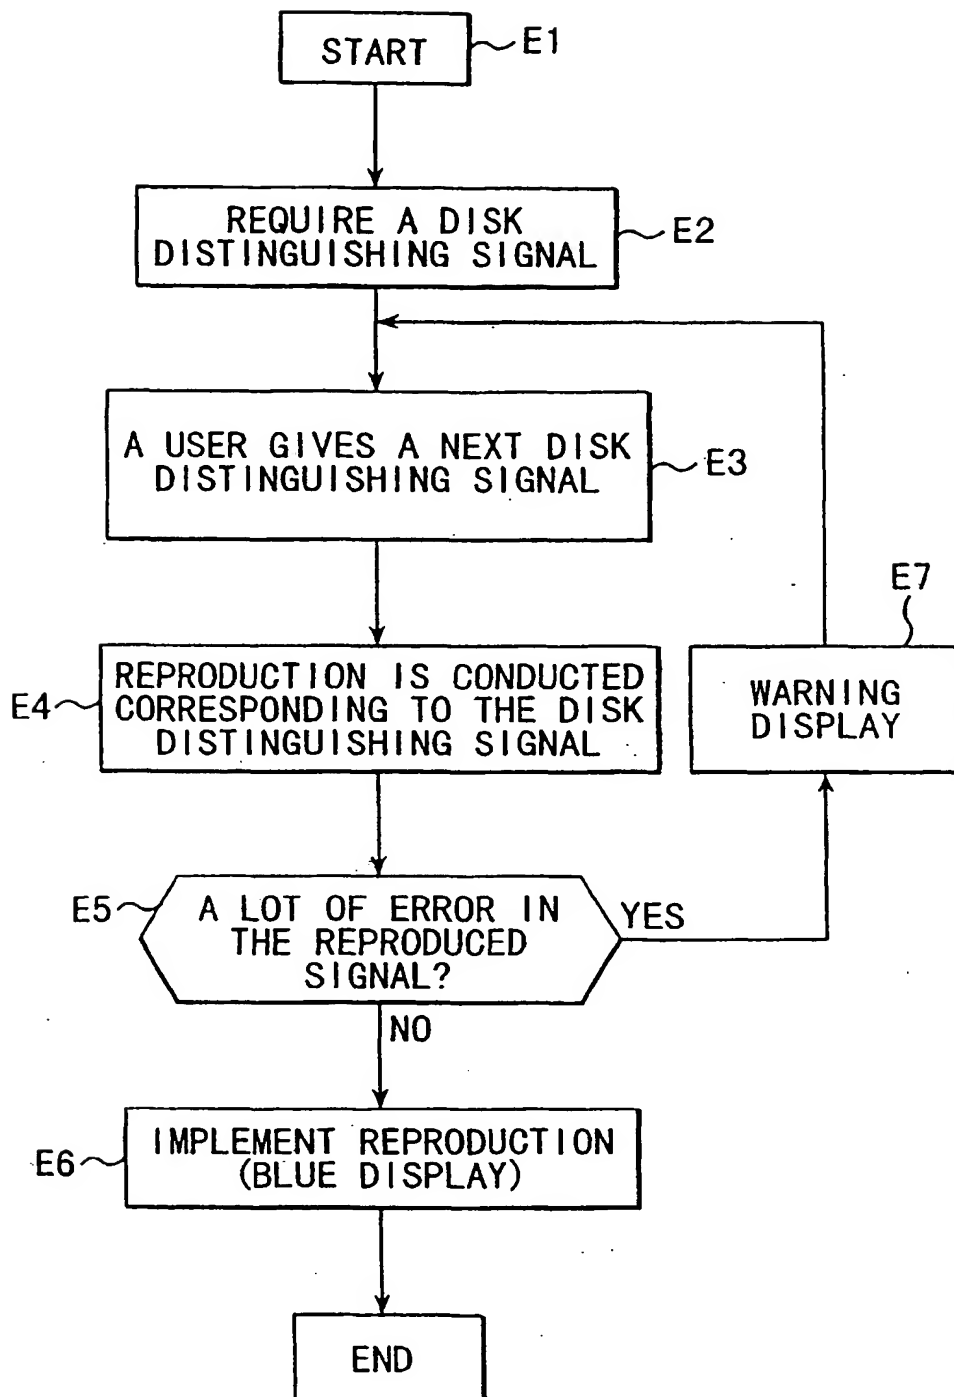 START
E1
REQUIRE A DISK
DISTINGUISHING SIGNAL
E2
A USER GIVES A NEXT DISK
DISTINGUISHING SIGNAL
E3
E7
REPRODUCTION IS CONDUCTED
CORRESPONDING TO THE DISK
DISTINGUISHING SIGNAL
E4
WARNING
DISPLAY
E5
A LOT OF ERROR IN
THE REPRODUCED
SIGNAL?
YES
NO
IMPLEMENT REPRODUCTION
(BLUE DISPLAY)
E6
END